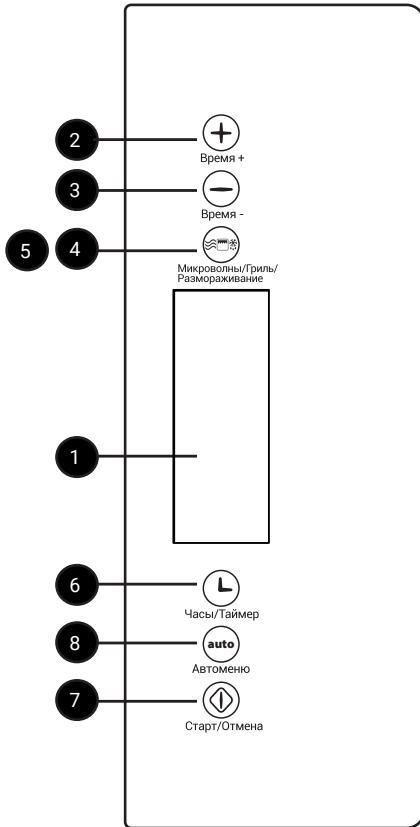 2
Время +
3
Время -
5 4
Микроволны/Гриль/
Размораживание
1
6
Часы/Таймер
8
auto
Автоменю
7
Старт/Отмена